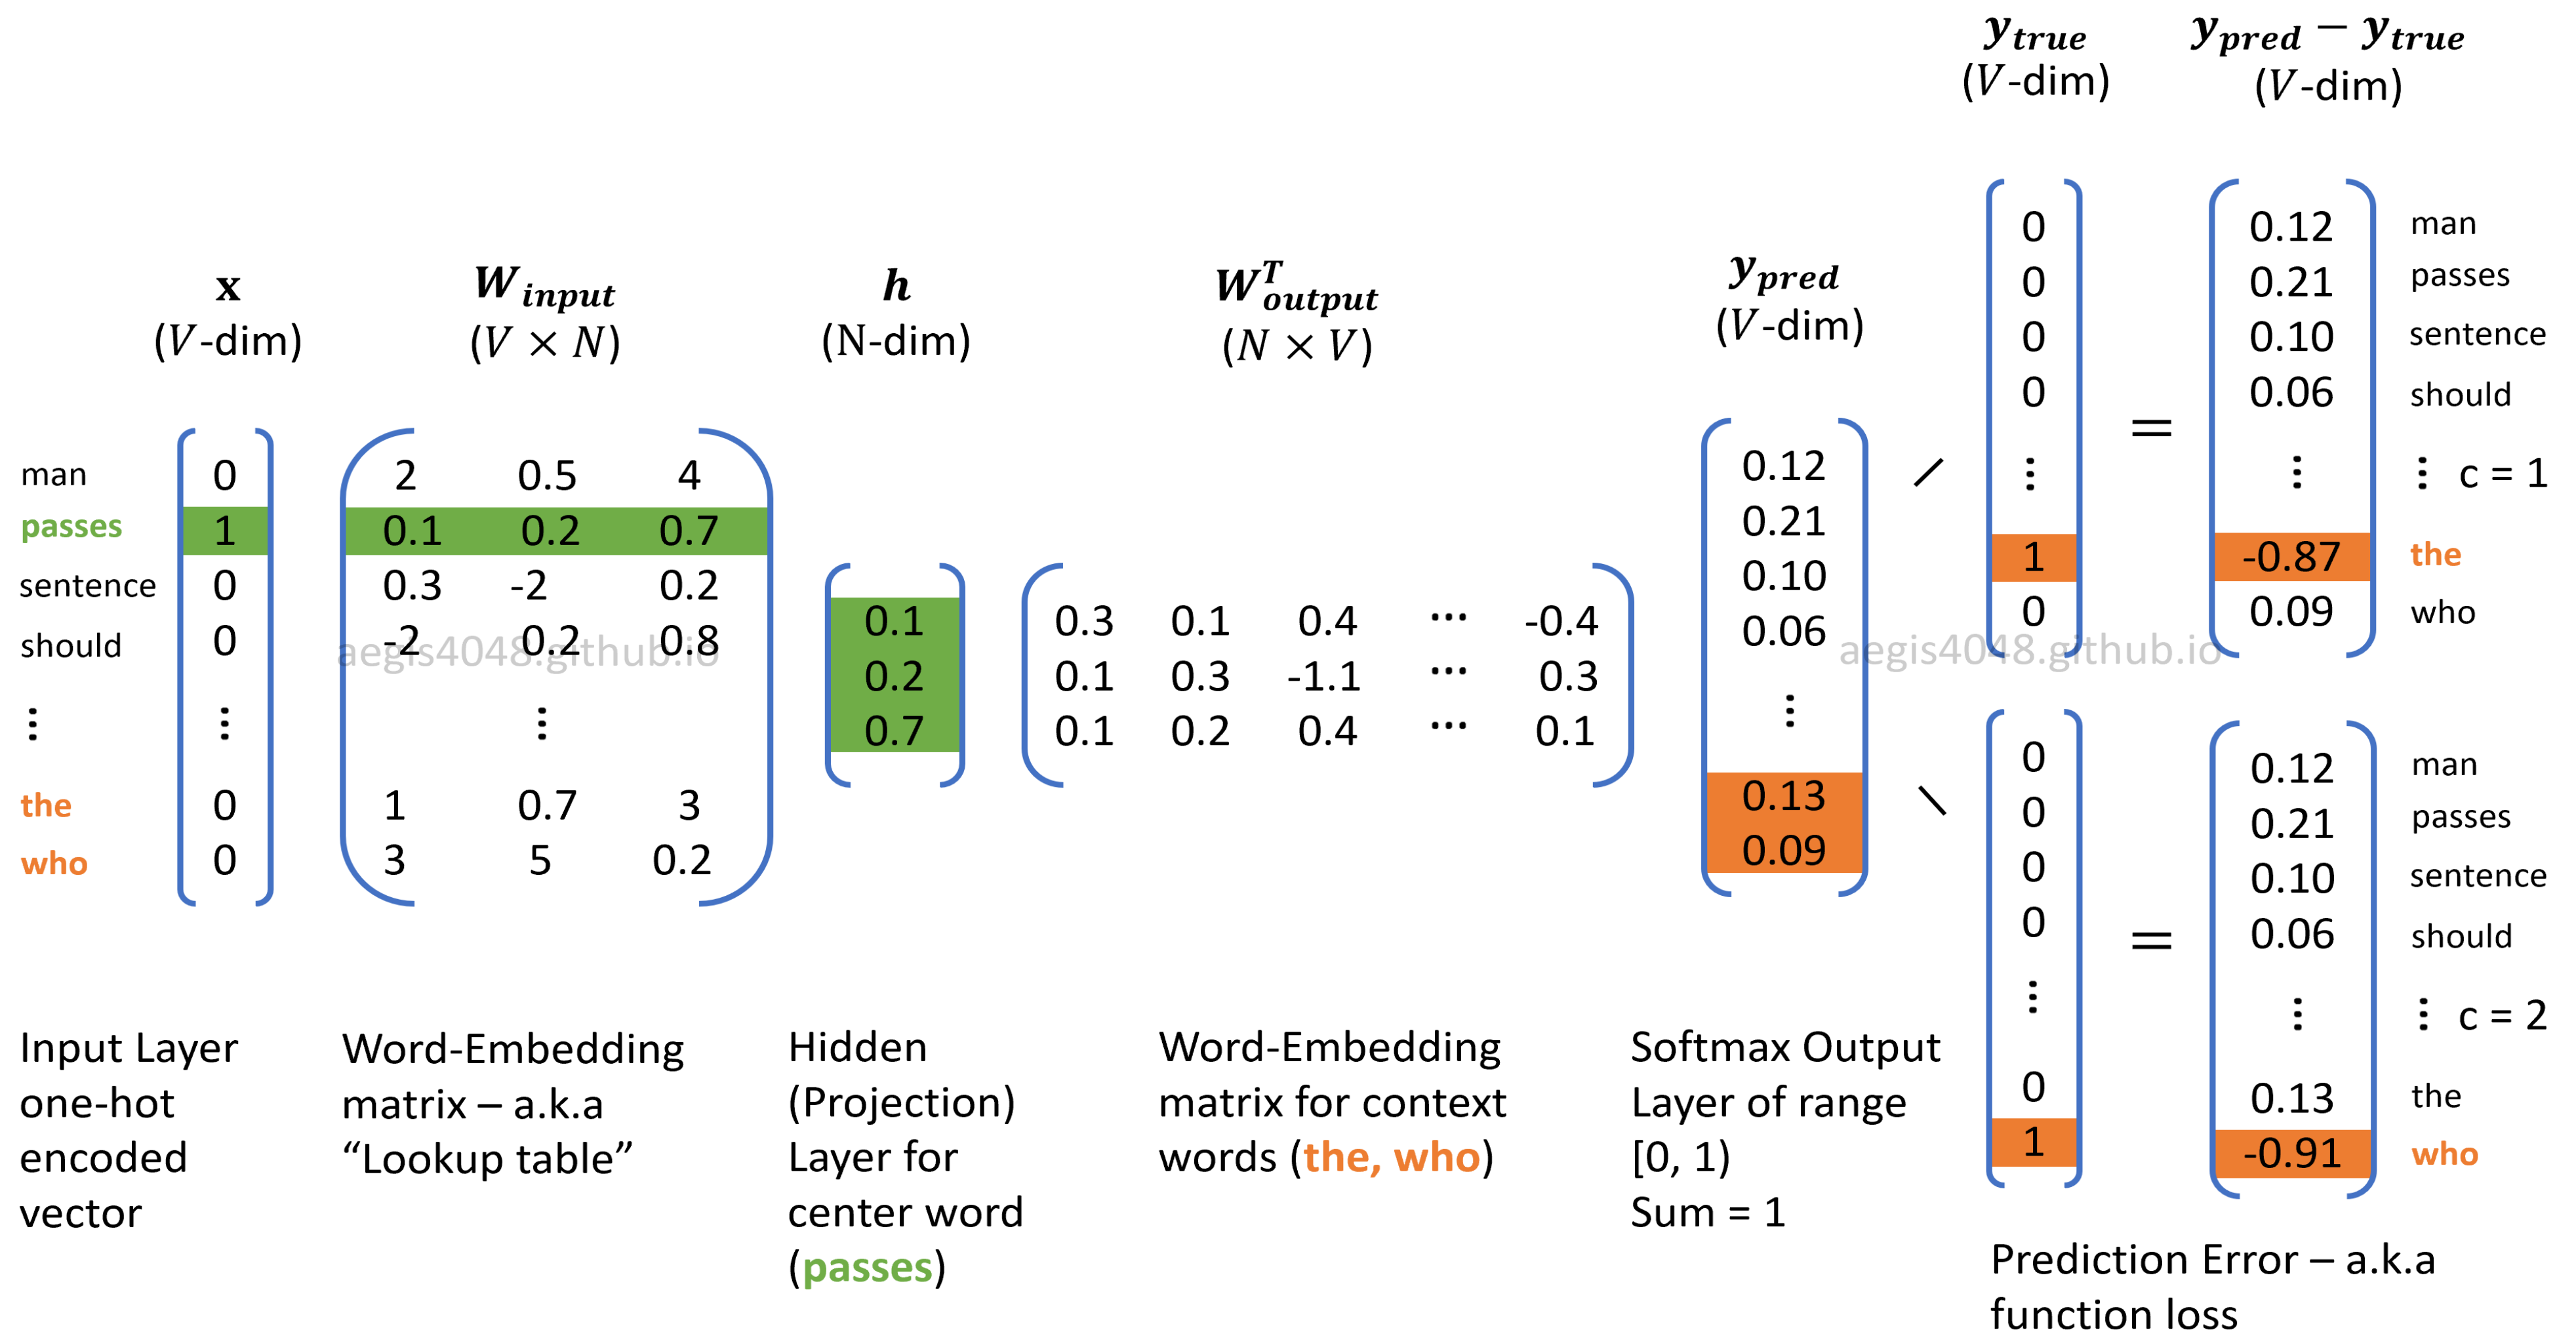 x
(V-dim)
W input
(V × N)
h
(N-dim)
W T output
(N × V)
y pred
(V-dim)
y true
(V-dim)
y pred − y true
(V-dim)
man
passes
sentence
should
⋮
the
who
0
1
0
0
⋮
0
0
2 0.5 4
0.1 0.2 0.7
0.3 -2 0.2
-2 0.2 0.8
⋮
1 0.7 3
3 5 0.2
aegis4048.github.io
0.1
0.2
0.7
0.3 0.1 0.4 ⋯ -0.4
0.1 0.3 -1.1 ⋯ 0.3
0.1 0.2 0.4 ⋯ 0.1
0.12
0.21
0.10
0.06
⋮
0.13
0.09
0
0
0
0
⋮
1
0
=
0.12 man
0.21 passes
0.10 sentence
0.06 should
⋮ ⋮ c = 1
-0.87 the
0.09 who
aegis4048.github.io
0
0
0
0
⋮
0
1
=
0.12 man
0.21 passes
0.10 sentence
0.06 should
⋮ ⋮ c = 2
0.13 the
-0.91 who
Input Layer
one-hot
encoded
vector
Word-Embedding
matrix – a.k.a
“Lookup table”
Hidden
(Projection)
Layer for
center word
(passes)
Word-Embedding
matrix for context
words (the, who)
Softmax Output
Layer of range
[0, 1)
Sum = 1
Prediction Error – a.k.a
function loss